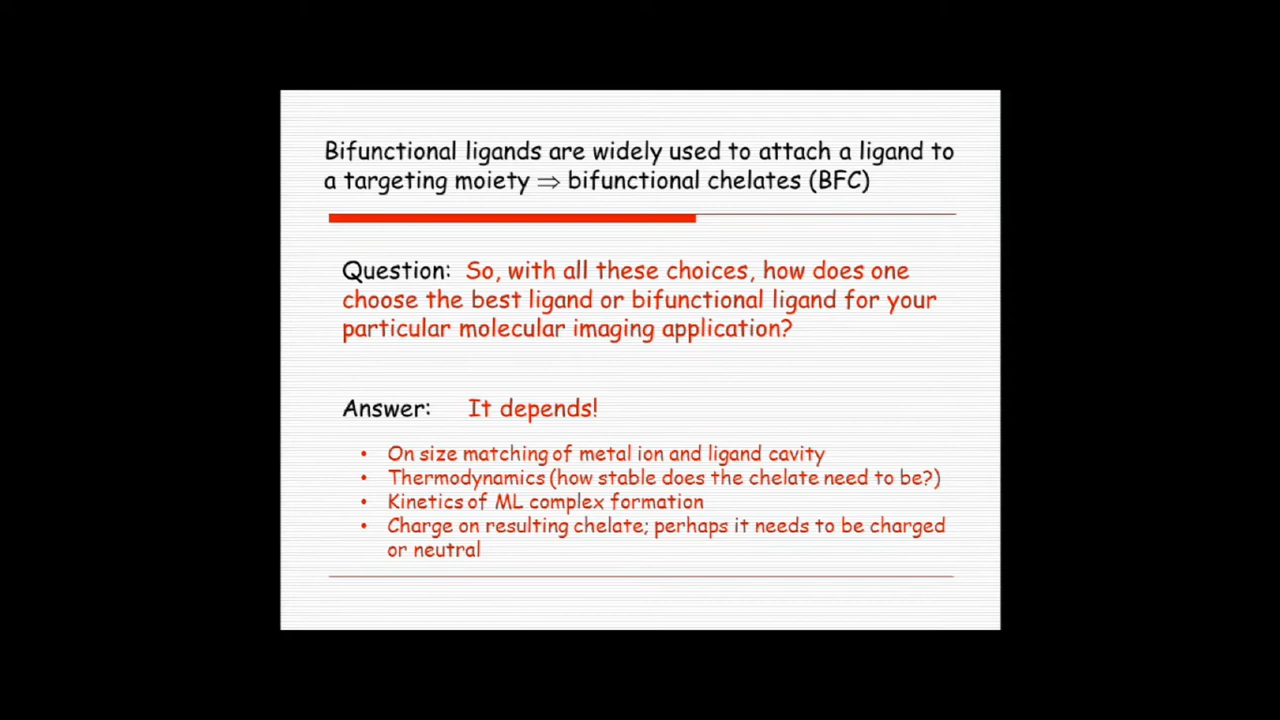 Bifunctional ligands are widely used to attach a ligand to
a targeting moiety ⇒ bifunctional chelates (BFC)
Question: So, with all these choices, how does one
choose the best ligand or bifunctional ligand for your
particular molecular imaging application?
Answer: It depends!
• On size matching of metal ion and ligand cavity
• Thermodynamics (how stable does the chelate need to be?)
• Kinetics of ML complex formation
• Charge on resulting chelate; perhaps it needs to be charged
or neutral